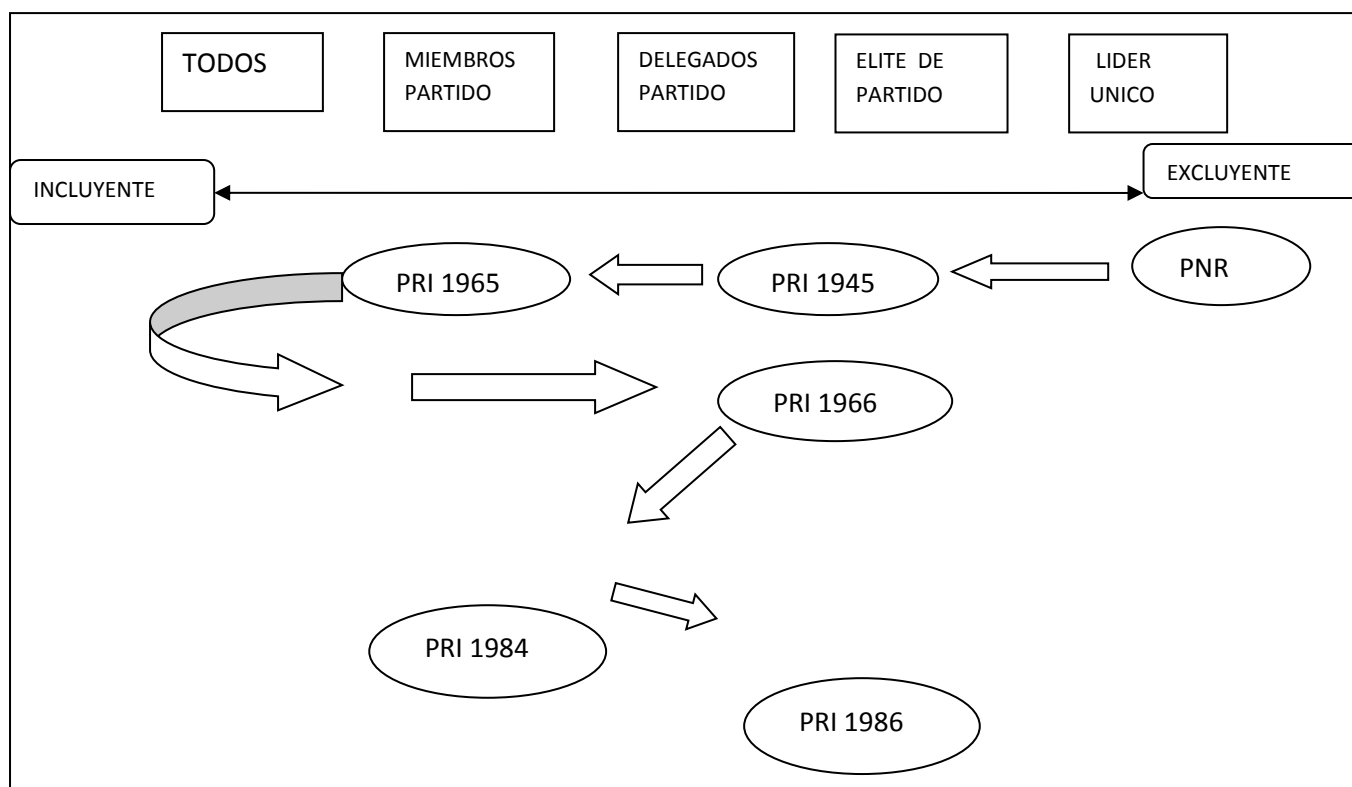 TODOS
MIEMBROS
PARTIDO
DELEGADOS
PARTIDO
ELITE DE
PARTIDO
LIDER
UNICO
INCLUYENTE
EXCLUYENTE
PRI 1965
PRI 1945
PNR
PRI 1966
PRI 1984
PRI 1986